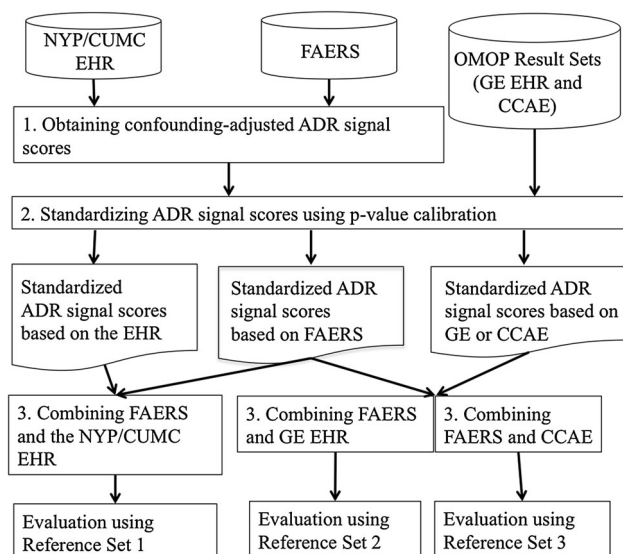 NYP/CUMC
EHR
FAERS
OMOP Result Sets
(GE EHR and
CCAE)
1. Obtaining confounding-adjusted ADR signal
scores
2. Standardizing ADR signal scores using p-value calibration
Standardized
ADR signal scores
based on the EHR
Standardized ADR
signal scores
based on FAERS
Standardized ADR
signal scores based on
GE or CCAE
3. Combining FAERS
and the NYP/CUMC
EHR
3. Combining FAERS
and GE EHR
3. Combining
FAERS and CCAE
Evaluation using
Reference Set 1
Evaluation using
Reference Set 2
Evaluation using
Reference Set 3